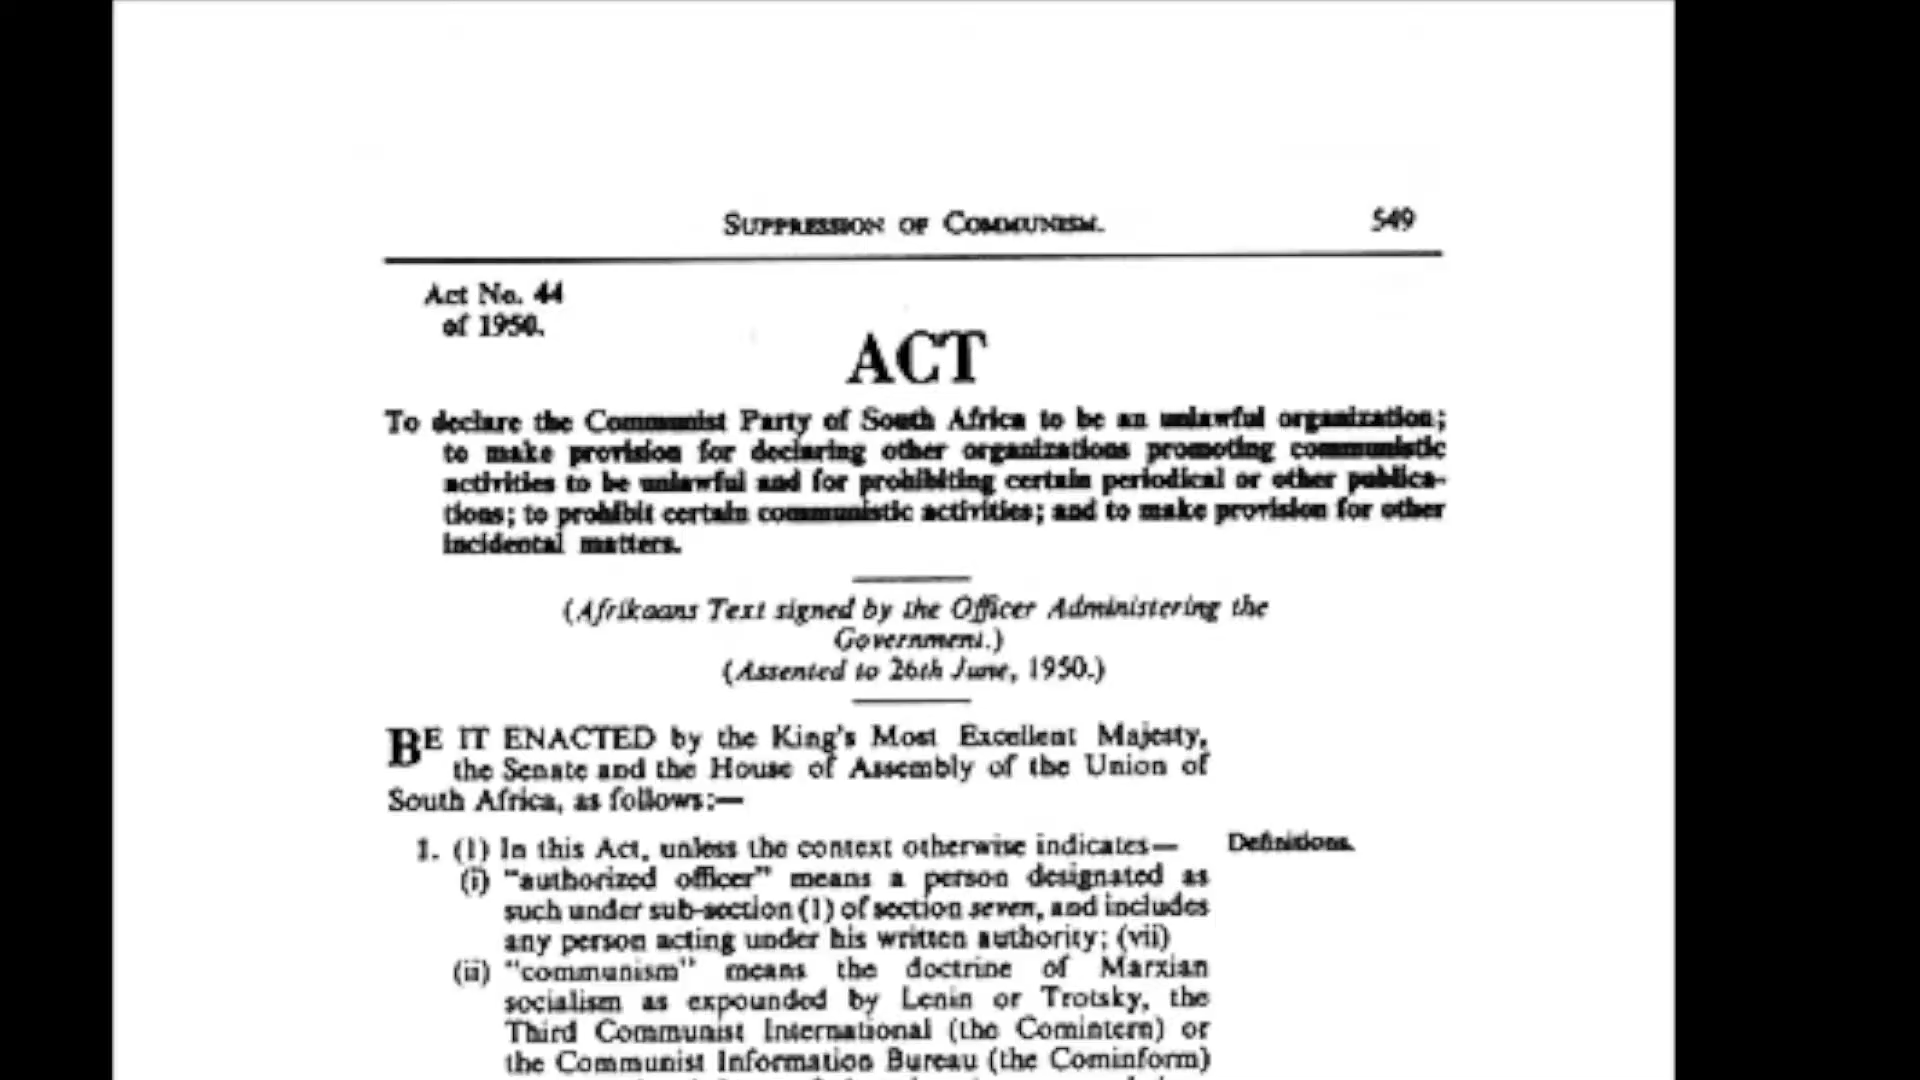 SUPPRESSION OF COMMUNISM. 549
Act No. 44
of 1950.
ACT
To declare the Communist Party of South Africa to be an unlawful organization;
to make provision for declaring other organizations promoting communistic
activities to be unlawful and for prohibiting certain periodical or other publica-
tions; to prohibit certain communistic activities; and to make provision for other
incidental matters.
(Afrikaans Text signed by the Officer Administering the
Government.)
(Assented to 26th June, 1950.)
BE IT ENACTED by the King's Most Excellent Majesty,
the Senate and the House of Assembly of the Union of
South Africa, as follows:—
1. (1) In this Act, unless the context otherwise indicates— Definitions.
(i) "authorized officer" means a person designated as
such under sub-section (1) of section seven, and includes
any person acting under his written authority; (vii)
(ii) "communism" means the doctrine of Marxian
socialism as expounded by Lenin or Trotsky, the
Third Communist International (the Comintern) or
the Communist Information Bureau (the Cominform)